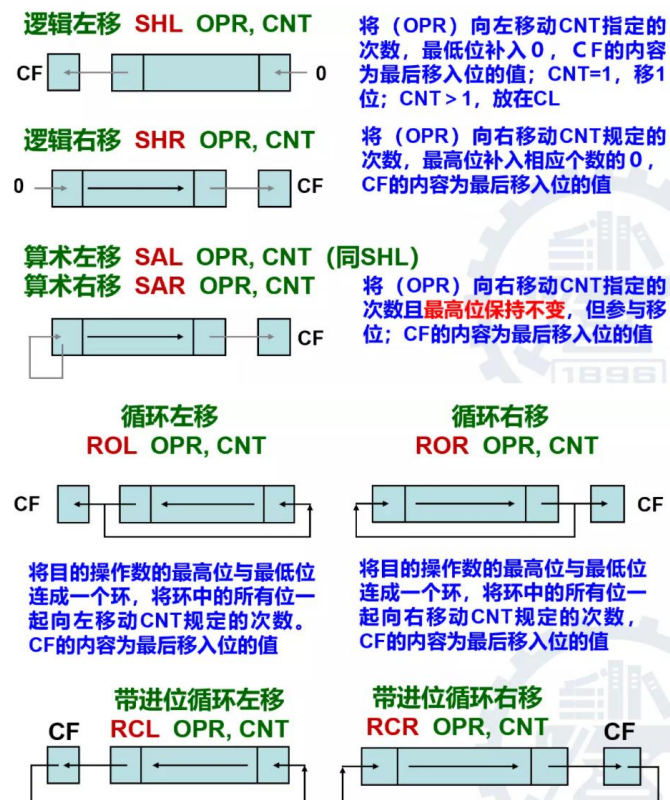 逻辑左移 SHL OPR, CNT
CF
0
将（OPR）向左移动CNT指定的
次数，最低位补入０，ＣF的内容
为最后移入位的值；CNT=1，移1
位；CNT＞1，放在CL
逻辑右移 SHR OPR, CNT
0
CF
将（OPR）向右移动CNT规定的
次数，最高位补入相应个数的０，
CF的内容为最后移入位的值
算术左移 SAL OPR, CNT（同SHL）
算术右移 SAR OPR, CNT
CF
将（OPR）向右移动CNT指定的
次数且最高位保持不变，但参与移
位；CF的内容为最后移入位的值
1896
循环左移
ROL OPR, CNT
CF
将目的操作数的最高位与最低位
连成一个环，将环中的所有位一
起向左移动CNT规定的次数。
CF的内容为最后移入位的值
循环右移
ROR OPR, CNT
CF
将目的操作数的最高位与最低位
连成一个环，将环中的所有位一
起向右移动CNT规定的次数，
CF的内容为最后移入位的值
带进位循环左移
CF RCL OPR, CNT
带进位循环右移
RCR OPR, CNT CF